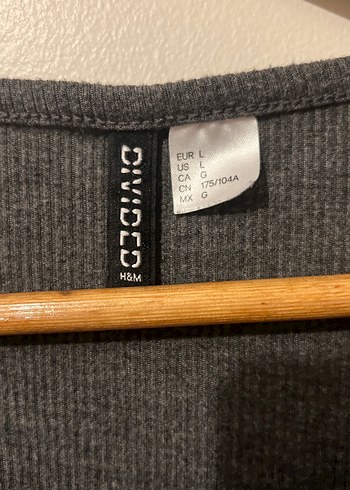 DIVIDED
H&M
EUR L
US L
CA G
CN 175/104A
MX G